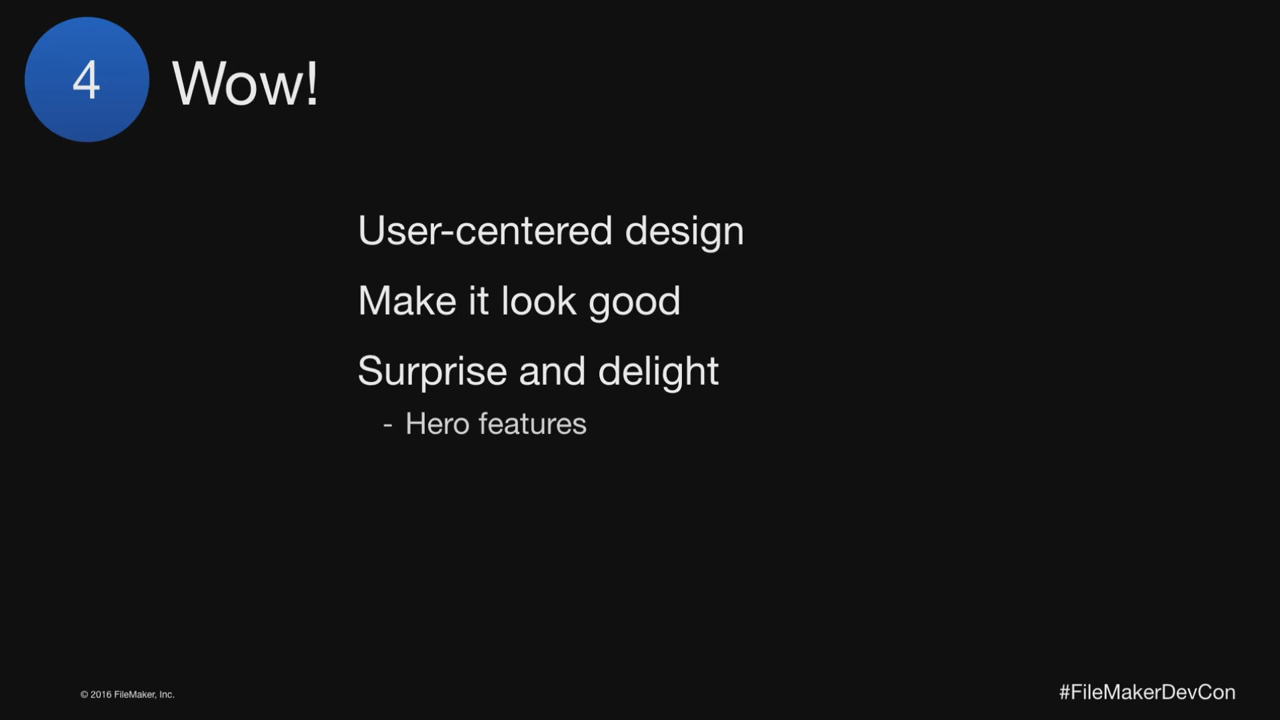 4
Wow!
User-centered design
Make it look good
Surprise and delight
- Hero features
© 2016 FileMaker, Inc.
#FileMakerDevCon